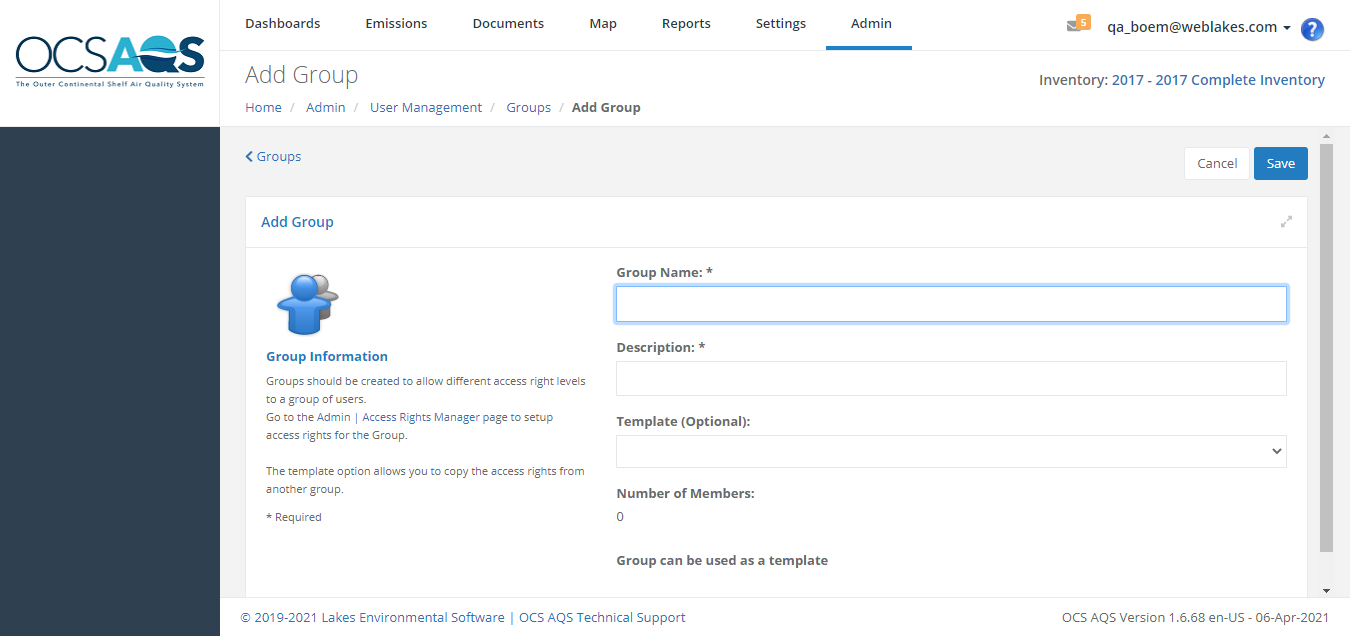 OCSAQS
The Outer Continental Shelf Air Quality System
Dashboards Emissions Documents Map Reports Settings Admin
5 qa_boem@weblakes.com ?
Add Group
Inventory: 2017 - 2017 Complete Inventory
Home / Admin / User Management / Groups / Add Group
Groups
Cancel Save
Add Group
Group Information
Groups should be created to allow different access right levels
to a group of users.
Go to the Admin | Access Rights Manager page to setup
access rights for the Group.
The template option allows you to copy the access rights from
another group.
* Required
Group Name: *
Description: *
Template (Optional):
Number of Members:
0
Group can be used as a template
© 2019-2021 Lakes Environmental Software | OCS AQS Technical Support
OCS AQS Version 1.6.68 en-US - 06-Apr-2021